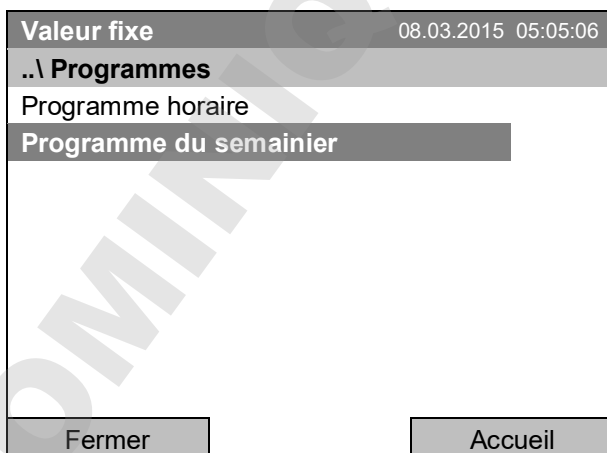 Valeur fixe 08.03.2015 05:05:06
..\ Programmes
Programme horaire
Programme du semainier
Fermer Accueil